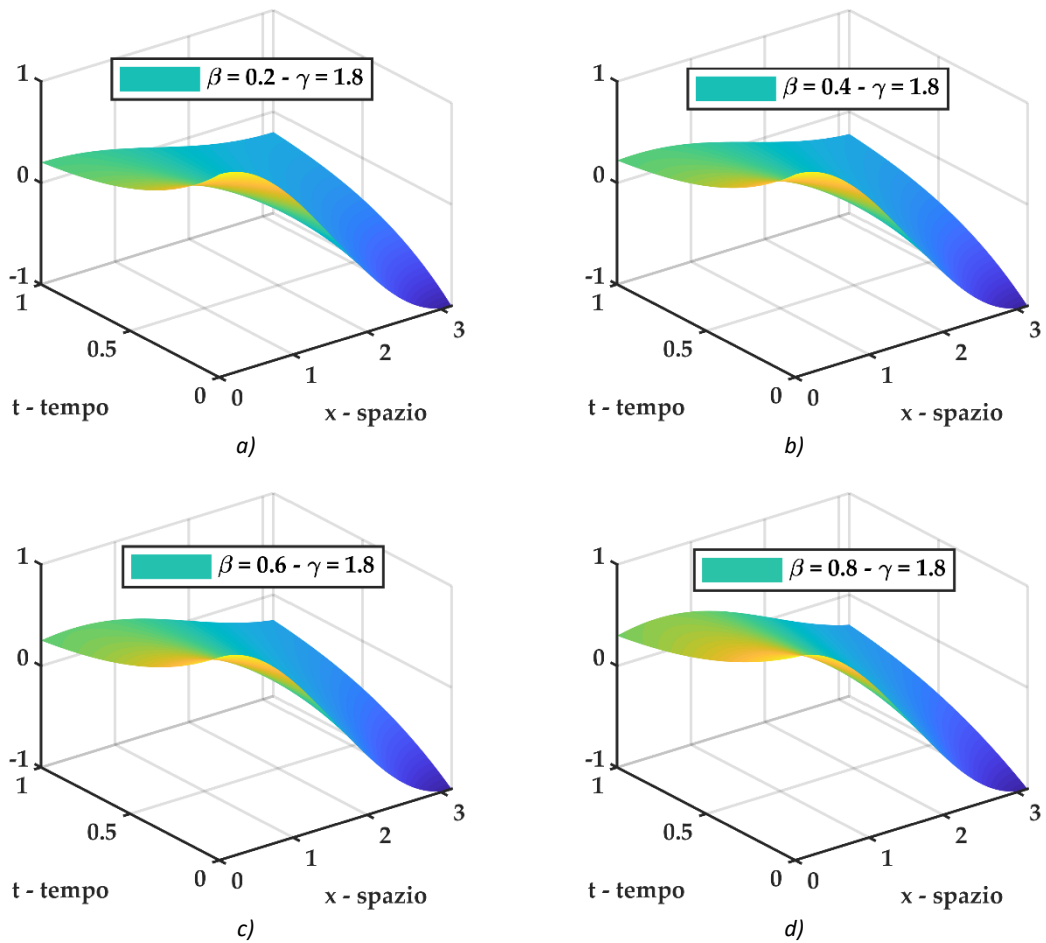 β = 0.2 - γ = 1.8
1
0
-1
1
0.5
0
0
1
2
3
t - tempo
x - spazio
a)
β = 0.4 - γ = 1.8
1
0
-1
1
0.5
0
0
1
2
3
t - tempo
x - spazio
b)
β = 0.6 - γ = 1.8
1
0
-1
1
0.5
0
0
1
2
3
t - tempo
x - spazio
c)
β = 0.8 - γ = 1.8
1
0
-1
1
0.5
0
0
1
2
3
t - tempo
x - spazio
d)